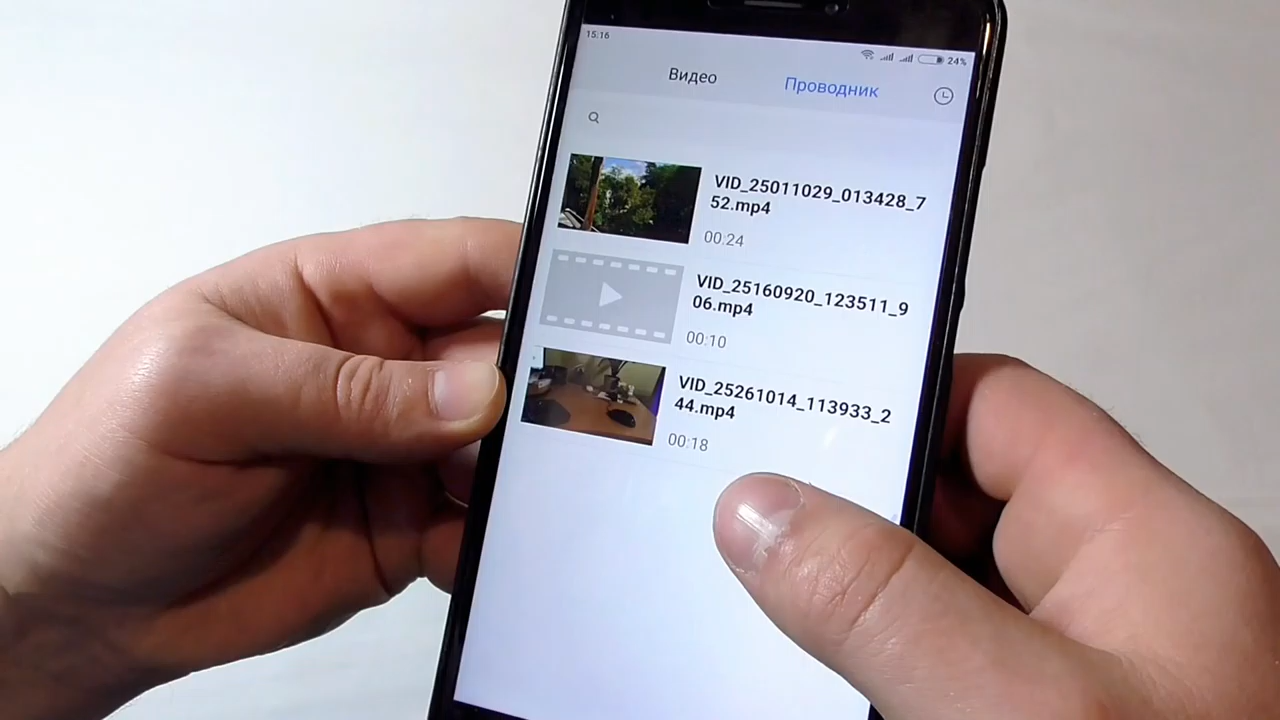 15:16
24%
Видео
Проводник
VID_25011029_013428_7
52.mp4
00:24
VID_25160920_123511_9
06.mp4
00:10
VID_25261014_113933_2
44.mp4
00:18